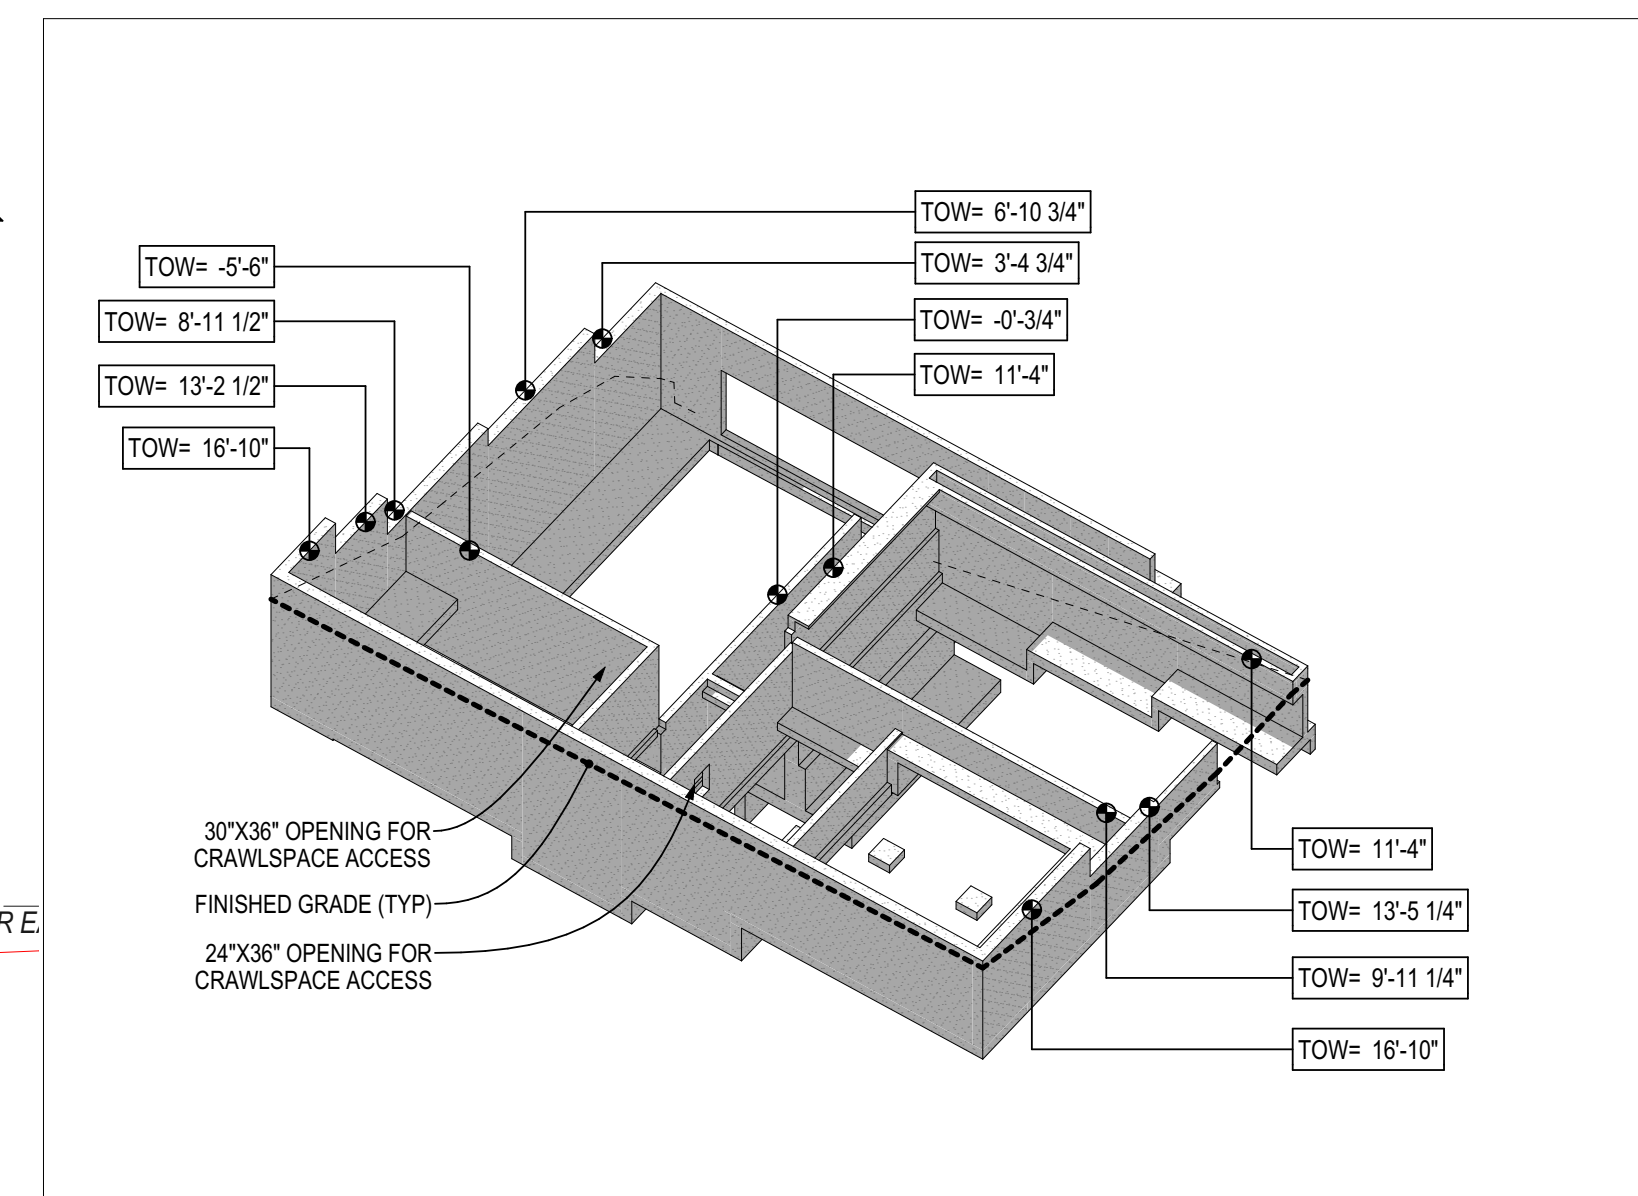 TOW= 6'-10 3/4"
TOW= 3'-4 3/4"
TOW= -5'-6"
TOW= -0'-3/4"
TOW= 8'-11 1/2"
TOW= 11'-4"
TOW= 13'-2 1/2"
TOW= 16'-10"
30"X36" OPENING FOR
CRAWLSPACE ACCESS
FINISHED GRADE (TYP)
24"X36" OPENING FOR
CRAWLSPACE ACCESS
TOW= 11'-4"
TOW= 13'-5 1/4"
TOW= 9'-11 1/4"
TOW= 16'-10"